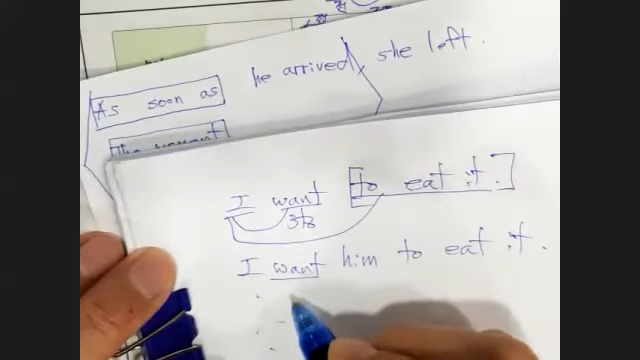 As soon as he arrived, she left.
the moment
I want [to eat it.]
I want him to eat it.